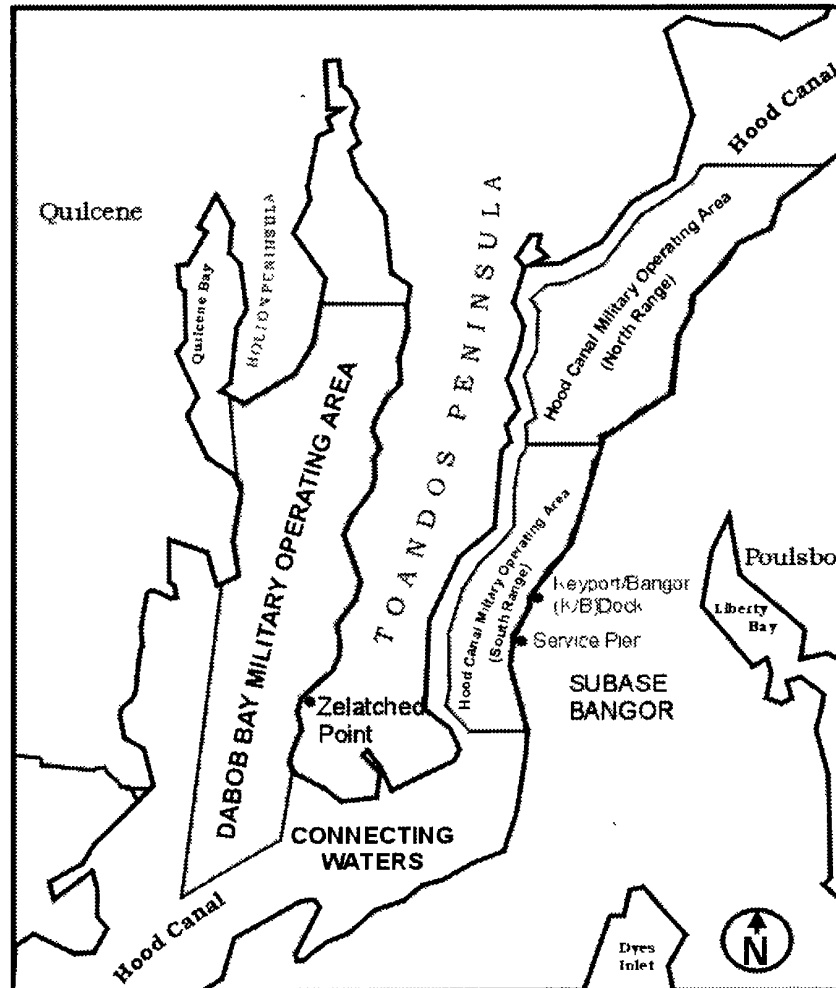 Hood Canal
Quilcene
Quilcene Bay
TOANDOS PENINSULA
Hood Canal Military Operating Area
(North Range)
DABOB BAY MILITARY OPERATING AREA
Hood Canal Military Operating Area
(South Range)
Keyport/Bangor
(K/B)Dock
Service Pier
Poulsbo
Liberty
Bay
SUBASE
BANGOR
Zelatched
Point
CONNECTING
WATERS
Hood Canal
Dyes
Inlet
N